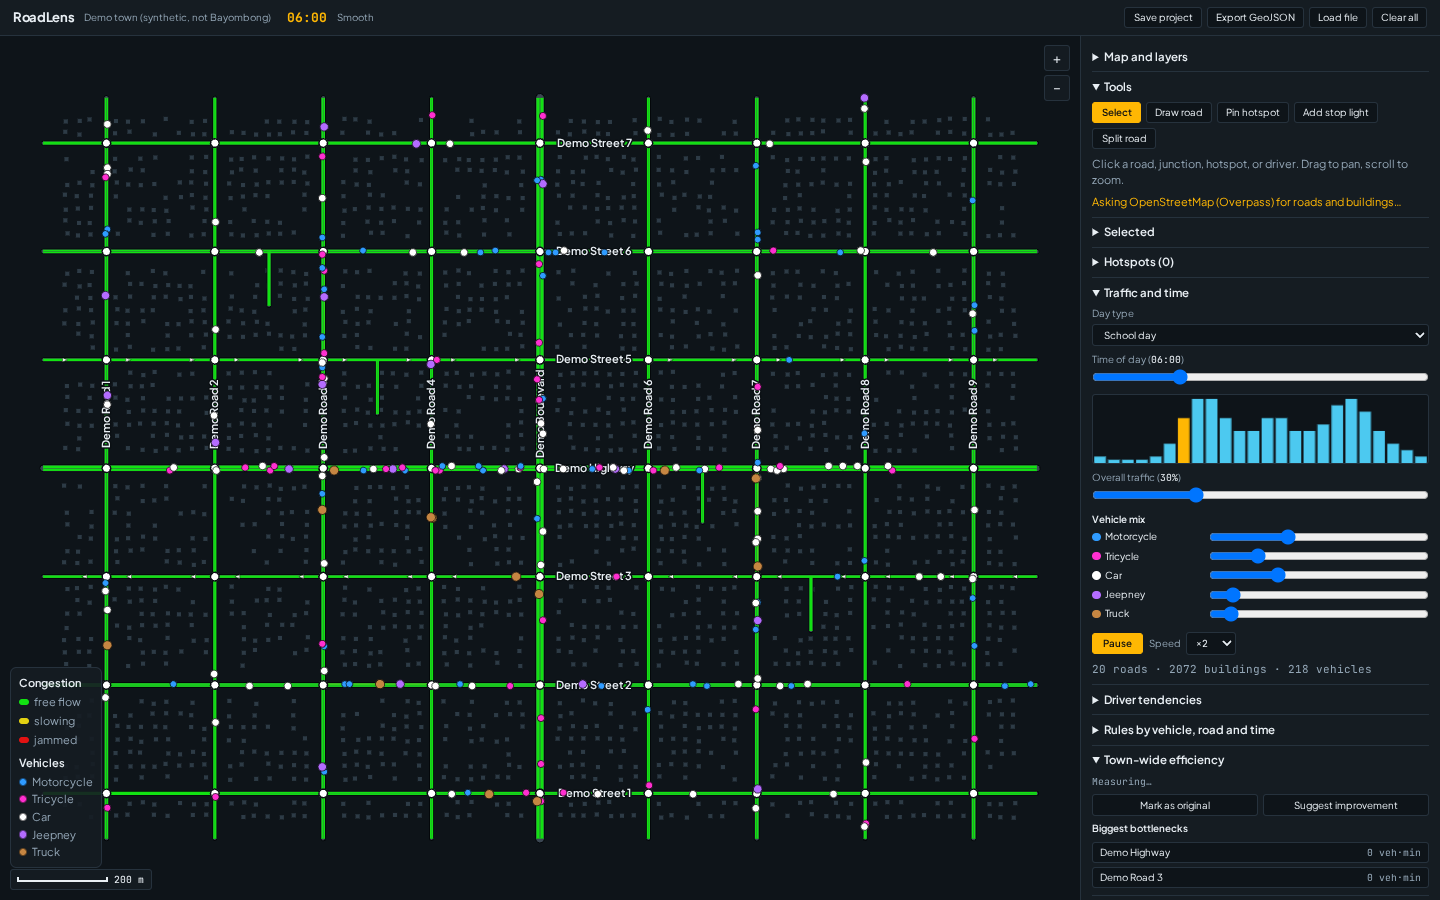 RoadLens Demo town (synthetic, not Bayombong) 06:00 Smooth
Save project Export GeoJSON Load file Clear all
+
−
Demo Street 7
Demo Street 6
Demo Street 5
Demo Road 1
Demo Road 2
Demo Road 4
Demo Boulevard
Demo Road 6
Demo Road 7
Demo Road 8
Demo Road 9
Demo Highway
Demo Street 3
Demo Street 2
Demo Street 1
Congestion
free flow
slowing
jammed
Vehicles
Motorcycle
Tricycle
Car
Jeepney
Truck
200 m
Map and layers
Tools
Select Draw road Pin hotspot Add stop light
Split road
Click a road, junction, hotspot, or driver. Drag to pan, scroll to
zoom.
Asking OpenStreetMap (Overpass) for roads and buildings…
Selected
Hotspots (0)
Traffic and time
Day type
School day
Time of day (06:00)
Overall traffic (30%)
Vehicle mix
Motorcycle
Tricycle
Car
Jeepney
Truck
Pause Speed ×2
20 roads · 2072 buildings · 218 vehicles
Driver tendencies
Rules by vehicle, road and time
Town-wide efficiency
Measuring…
Mark as original Suggest improvement
Biggest bottlenecks
Demo Highway 0 veh-min
Demo Road 3 0 veh-min